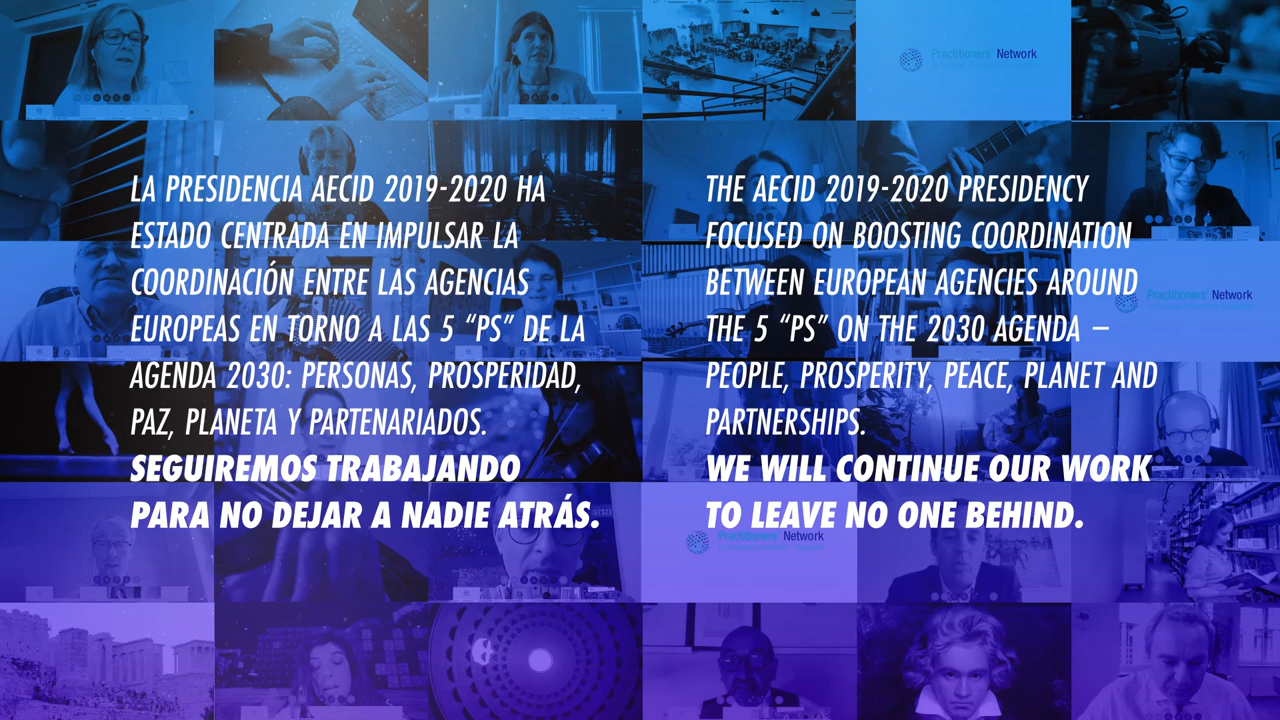 Practitioners' Network
LA PRESIDENCIA AECID 2019-2020 HA
ESTADO CENTRADA EN IMPULSAR LA
COORDINACIÓN ENTRE LAS AGENCIAS
EUROPEAS EN TORNO A LAS 5 “PS” DE LA
AGENDA 2030: PERSONAS, PROSPERIDAD,
PAZ, PLANETA Y PARTENARIADOS.
SEGUIREMOS TRABAJANDO
PARA NO DEJAR A NADIE ATRÁS.
THE AECID 2019-2020 PRESIDENCY
FOCUSED ON BOOSTING COORDINATION
BETWEEN EUROPEAN AGENCIES AROUND
THE 5 “PS” ON THE 2030 AGENDA –
PEOPLE, PROSPERITY, PEACE, PLANET AND
PARTNERSHIPS.
WE WILL CONTINUE OUR WORK
TO LEAVE NO ONE BEHIND.
Practitioners' Network
Practitioners' Network